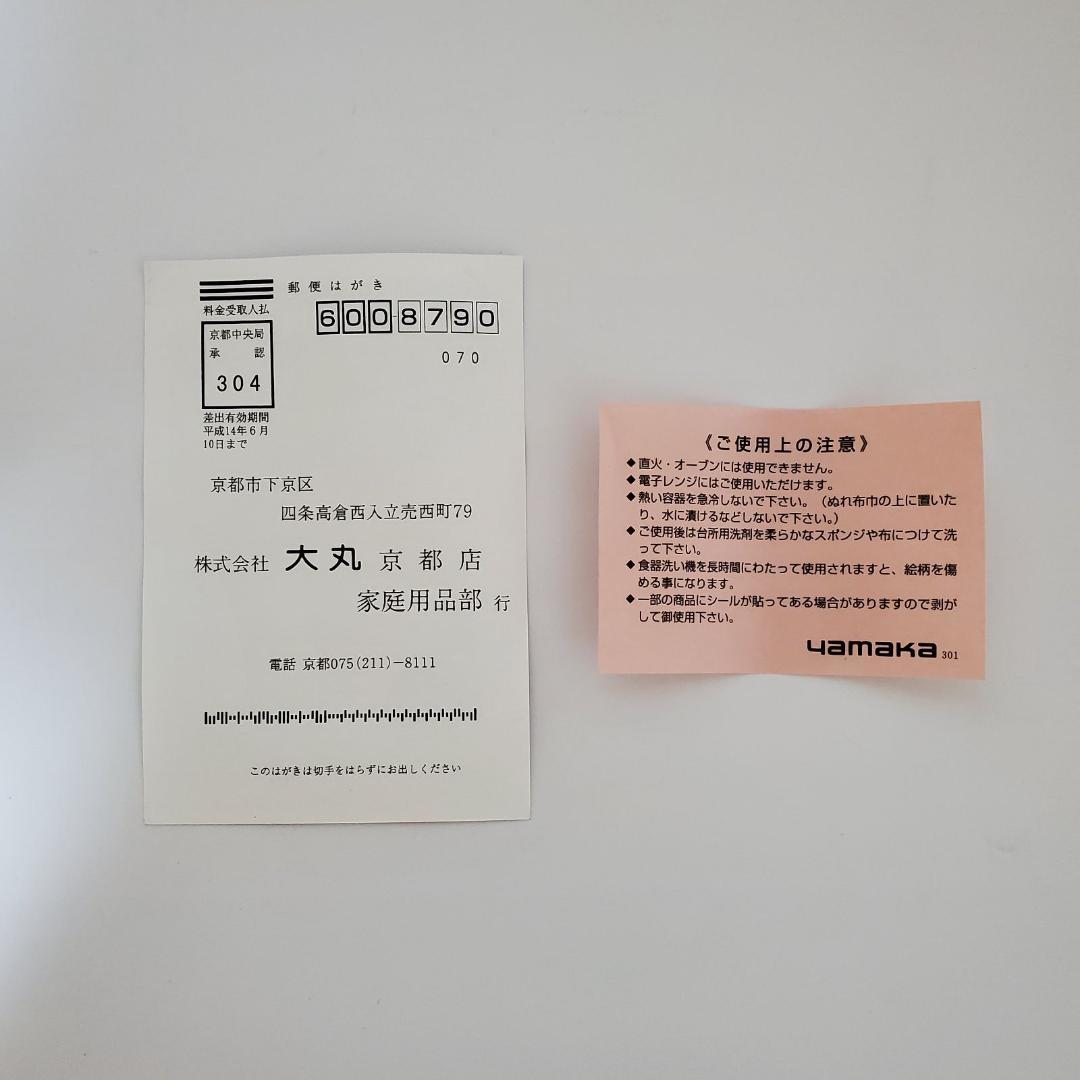 郵便はがき
料金受取人払
600-8790
070
京都中央局
承認
304
差出有効期間
平成14年6月
10日まで
京都市下京区
四条高倉西入立売西町79
株式会社 大丸 京都店
家庭用品部 行
電話 京都075(211)-8111
このはがきは切手をはらずにお出しください
《ご使用上の注意》
◆直火・オーブンには使用できません。
◆電子レンジにはご使用いただけます。
◆熱い容器を急冷しないで下さい。(ぬれ布巾の上に置いた
り、水に漬けるなどしないで下さい。)
◆ご使用後は台所用洗剤を柔らかなスポンジや布につけて洗
って下さい。
◆食器洗い機を長時間にわたって使用されますと、絵柄を傷
める事になります。
◆一部の商品にシールが貼ってある場合がありますので剥が
して御使用下さい。
yamaka 301